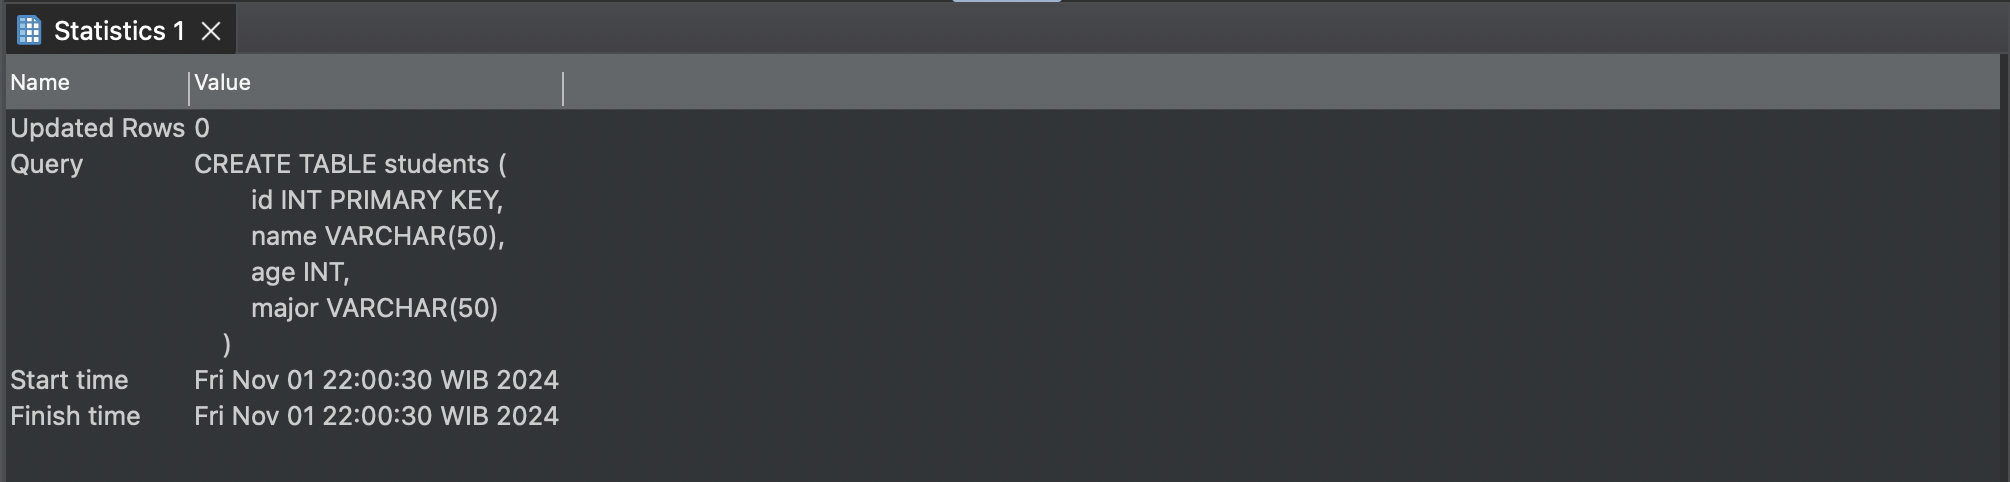 Statistics 1
Name Value
Updated Rows 0
Query CREATE TABLE students (
id INT PRIMARY KEY,
name VARCHAR(50),
age INT,
major VARCHAR(50)
)
Start time Fri Nov 01 22:00:30 WIB 2024
Finish time Fri Nov 01 22:00:30 WIB 2024